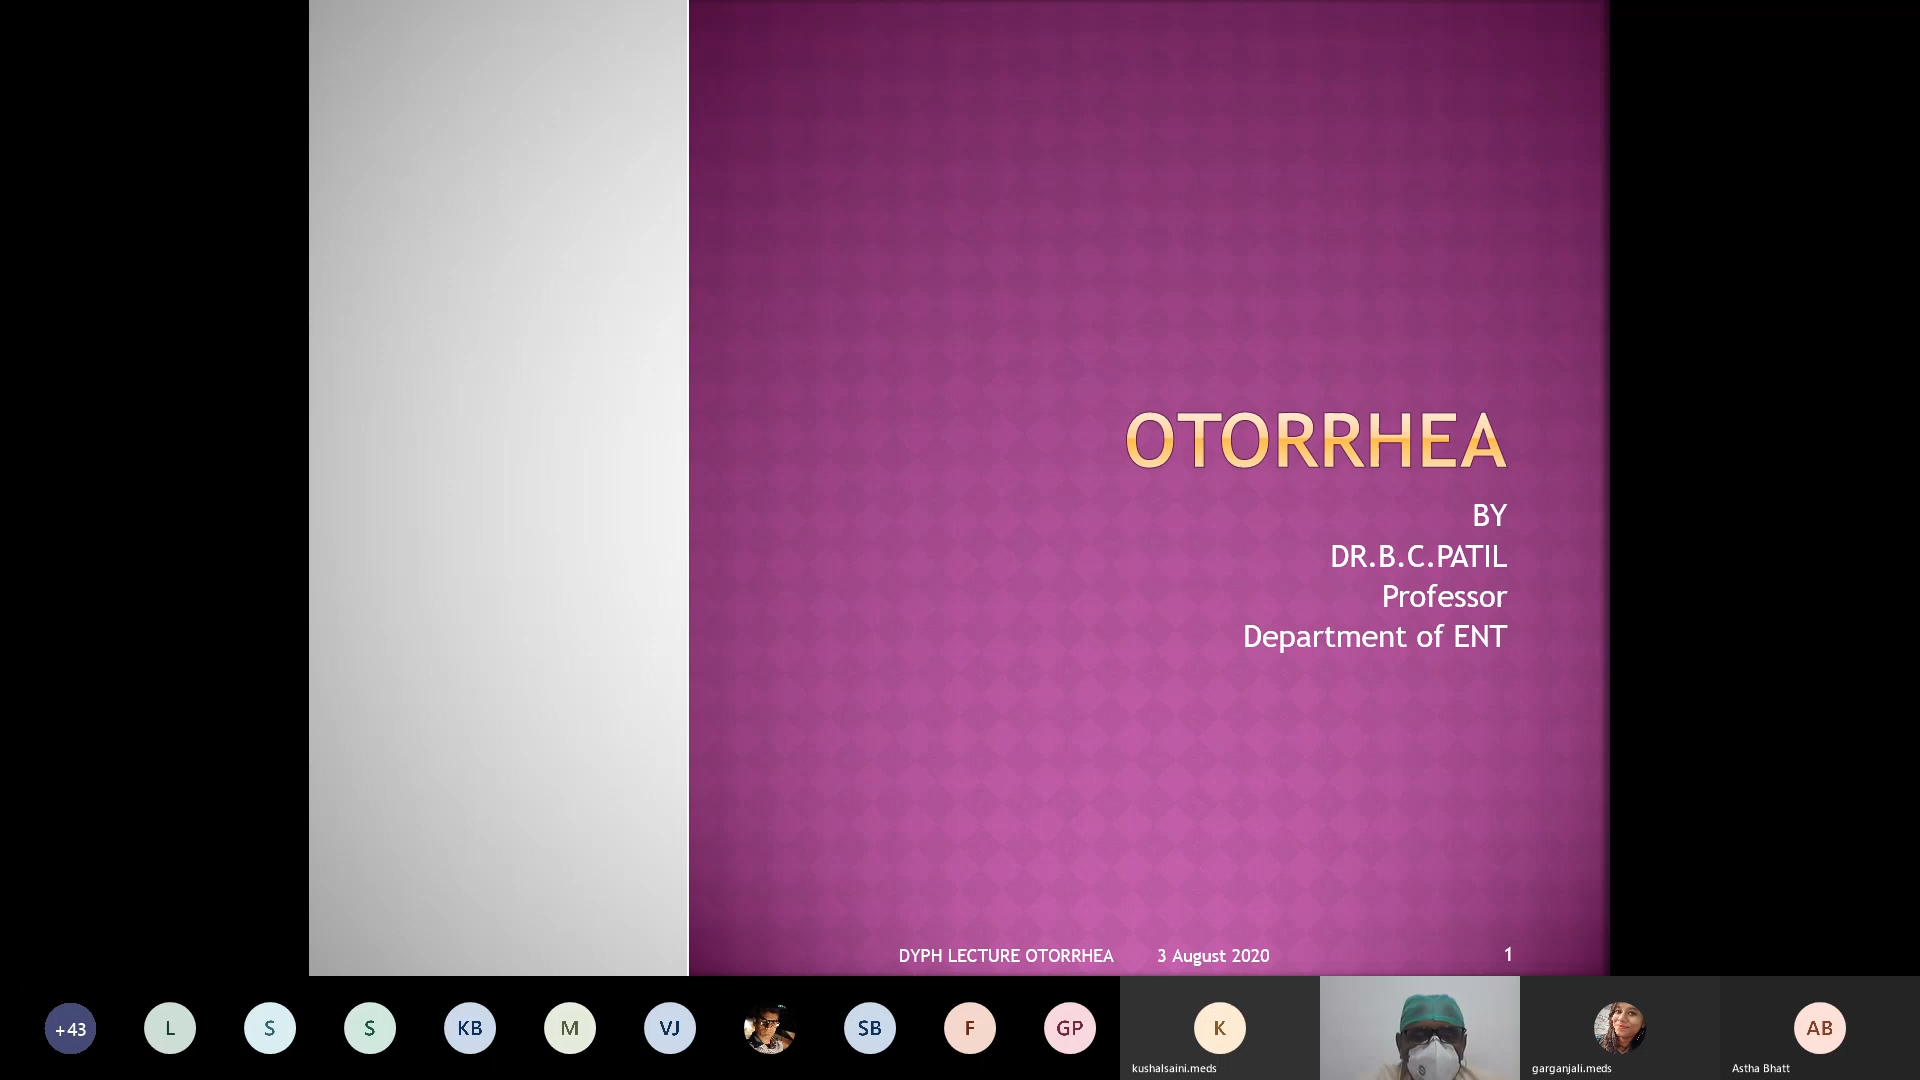 OTORRHEA
BY
DR.B.C.PATIL
Professor
Department of ENT
DYPH LECTURE OTORRHEA 3 August 2020 1
+43 L S S KB M VJ SB F GP K AB
kushalsaini.meds garganjali.meds Astha Bhatt